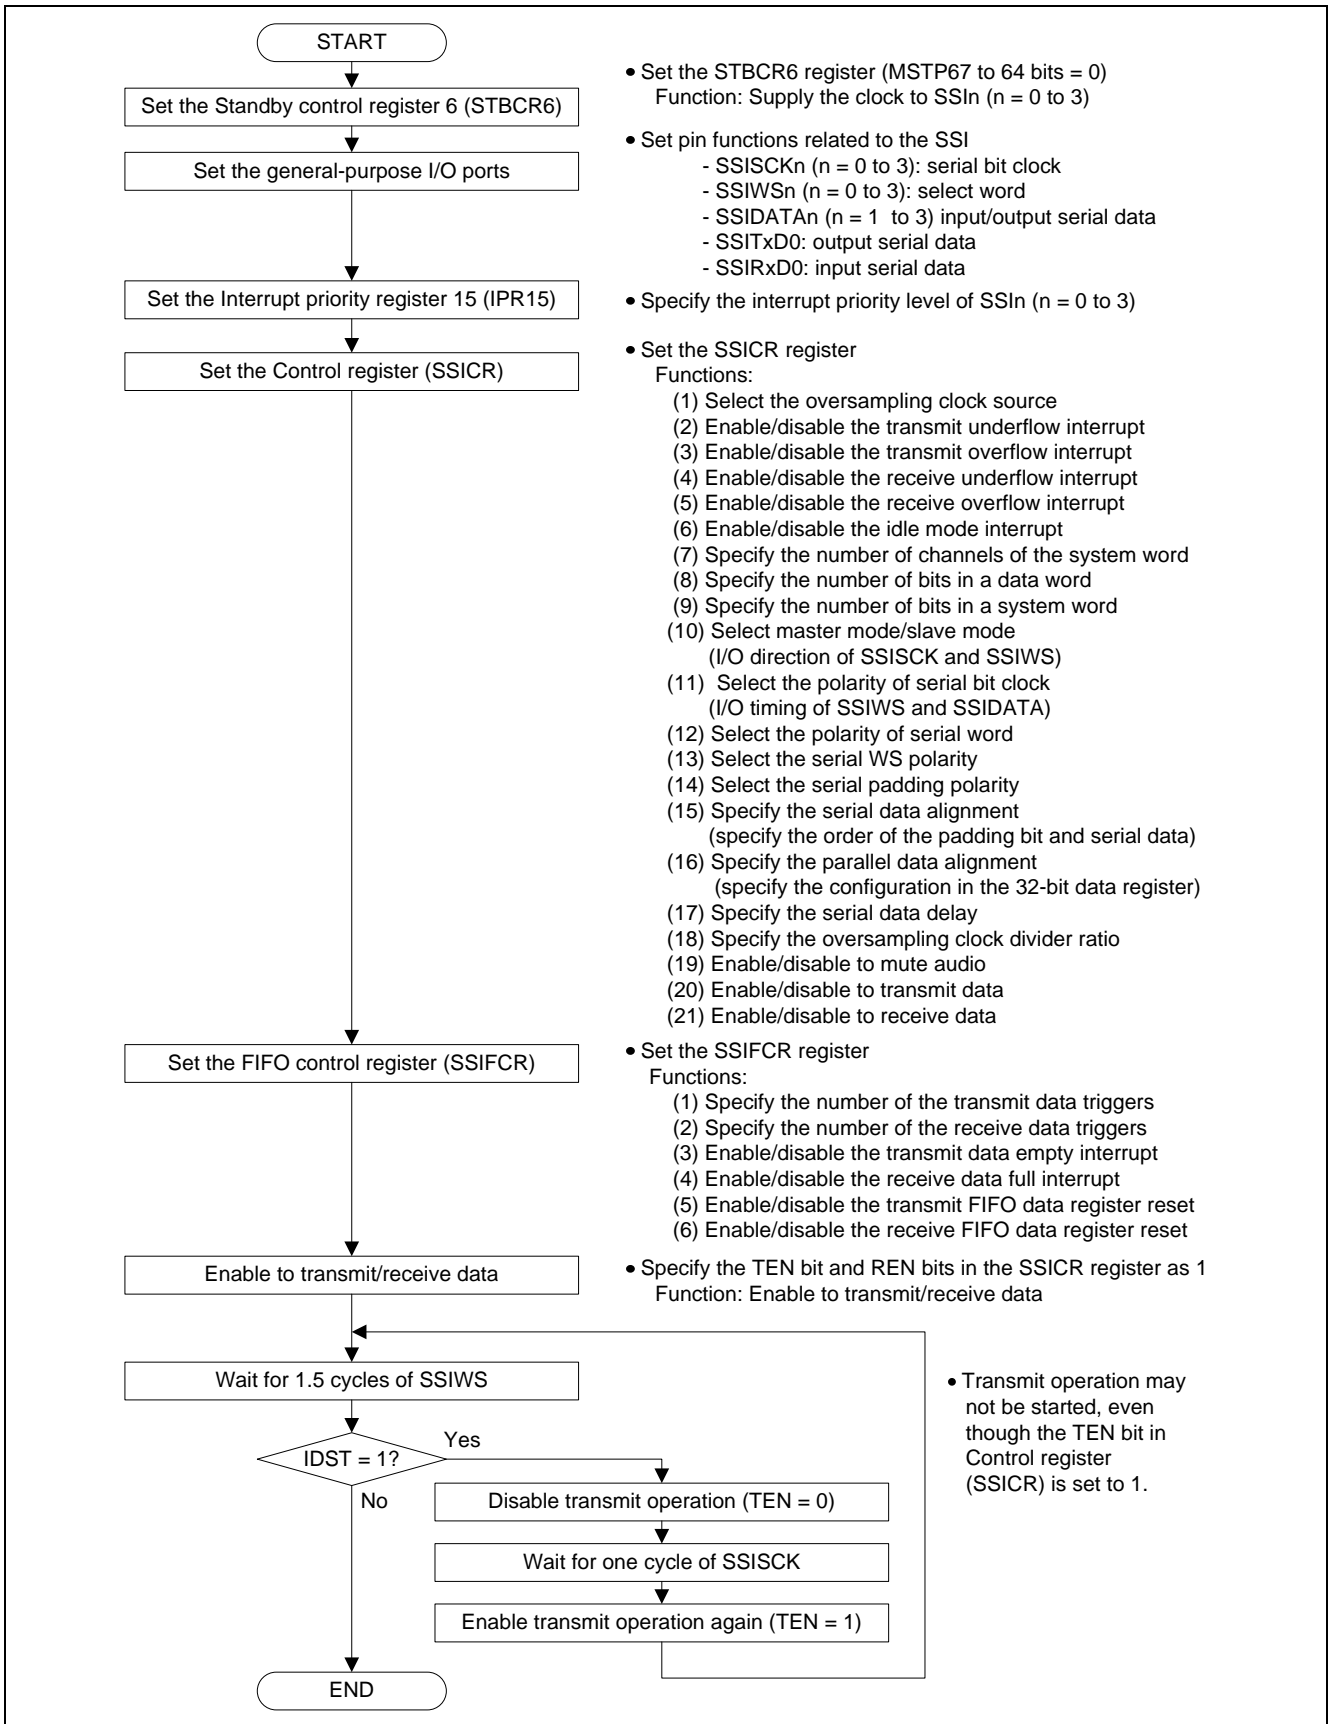 START
Set the Standby control register 6 (STBCR6)
• Set the STBCR6 register (MSTP67 to 64 bits = 0)
Function: Supply the clock to SSIn (n = 0 to 3)
Set the general-purpose I/O ports
• Set pin functions related to the SSI
- SSISCKn (n = 0 to 3): serial bit clock
- SSIWSn (n = 0 to 3): select word
- SSIDATAn (n = 1 to 3) input/output serial data
- SSITxD0: output serial data
- SSIRxD0: input serial data
Set the Interrupt priority register 15 (IPR15)
• Specify the interrupt priority level of SSIn (n = 0 to 3)
Set the Control register (SSICR)
• Set the SSICR register
Functions:
(1) Select the oversampling clock source
(2) Enable/disable the transmit underflow interrupt
(3) Enable/disable the transmit overflow interrupt
(4) Enable/disable the receive underflow interrupt
(5) Enable/disable the receive overflow interrupt
(6) Enable/disable the idle mode interrupt
(7) Specify the number of channels of the system word
(8) Specify the number of bits in a data word
(9) Specify the number of bits in a system word
(10) Select master mode/slave mode
(I/O direction of SSISCK and SSIWS)
(11) Select the polarity of serial bit clock
(I/O timing of SSIWS and SSIDATA)
(12) Select the polarity of serial word
(13) Select the serial WS polarity
(14) Select the serial padding polarity
(15) Specify the serial data alignment
(specify the order of the padding bit and serial data)
(16) Specify the parallel data alignment
(specify the configuration in the 32-bit data register)
(17) Specify the serial data delay
(18) Specify the oversampling clock divider ratio
(19) Enable/disable to mute audio
(20) Enable/disable to transmit data
(21) Enable/disable to receive data
Set the FIFO control register (SSIFCR)
• Set the SSIFCR register
Functions:
(1) Specify the number of the transmit data triggers
(2) Specify the number of the receive data triggers
(3) Enable/disable the transmit data empty interrupt
(4) Enable/disable the receive data full interrupt
(5) Enable/disable the transmit FIFO data register reset
(6) Enable/disable the receive FIFO data register reset
Enable to transmit/receive data
• Specify the TEN bit and REN bits in the SSICR register as 1
Function: Enable to transmit/receive data
Wait for 1.5 cycles of SSIWS
• Transmit operation may
not be started, even
though the TEN bit in
Control register
(SSICR) is set to 1.
IDST = 1?
Yes
No
Disable transmit operation (TEN = 0)
Wait for one cycle of SSISCK
Enable transmit operation again (TEN = 1)
END